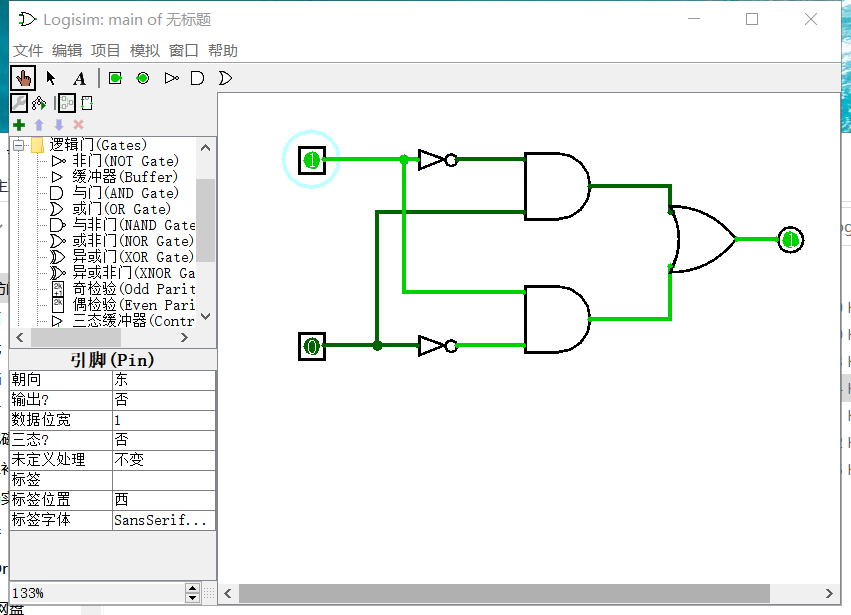 Logisim: main of 无标题
文件 编辑 项目 模拟 窗口 帮助
A
逻辑门(Gates)
非门(NOT Gate)
缓冲器(Buffer)
与门(AND Gate)
或门(OR Gate)
与非门(NAND Gate
或非门(NOR Gate)
异或门(XOR Gate)
异或非门(XNOR Ga
奇检验(Odd Parit
偶检验(Even Pari
三态缓冲器(Contr
引脚(Pin)
朝向 东
输出? 否
数据位宽 1
三态? 否
未定义处理 不变
标签
标签位置 西
标签字体 SansSerif...
133%
1
0
1
网盘